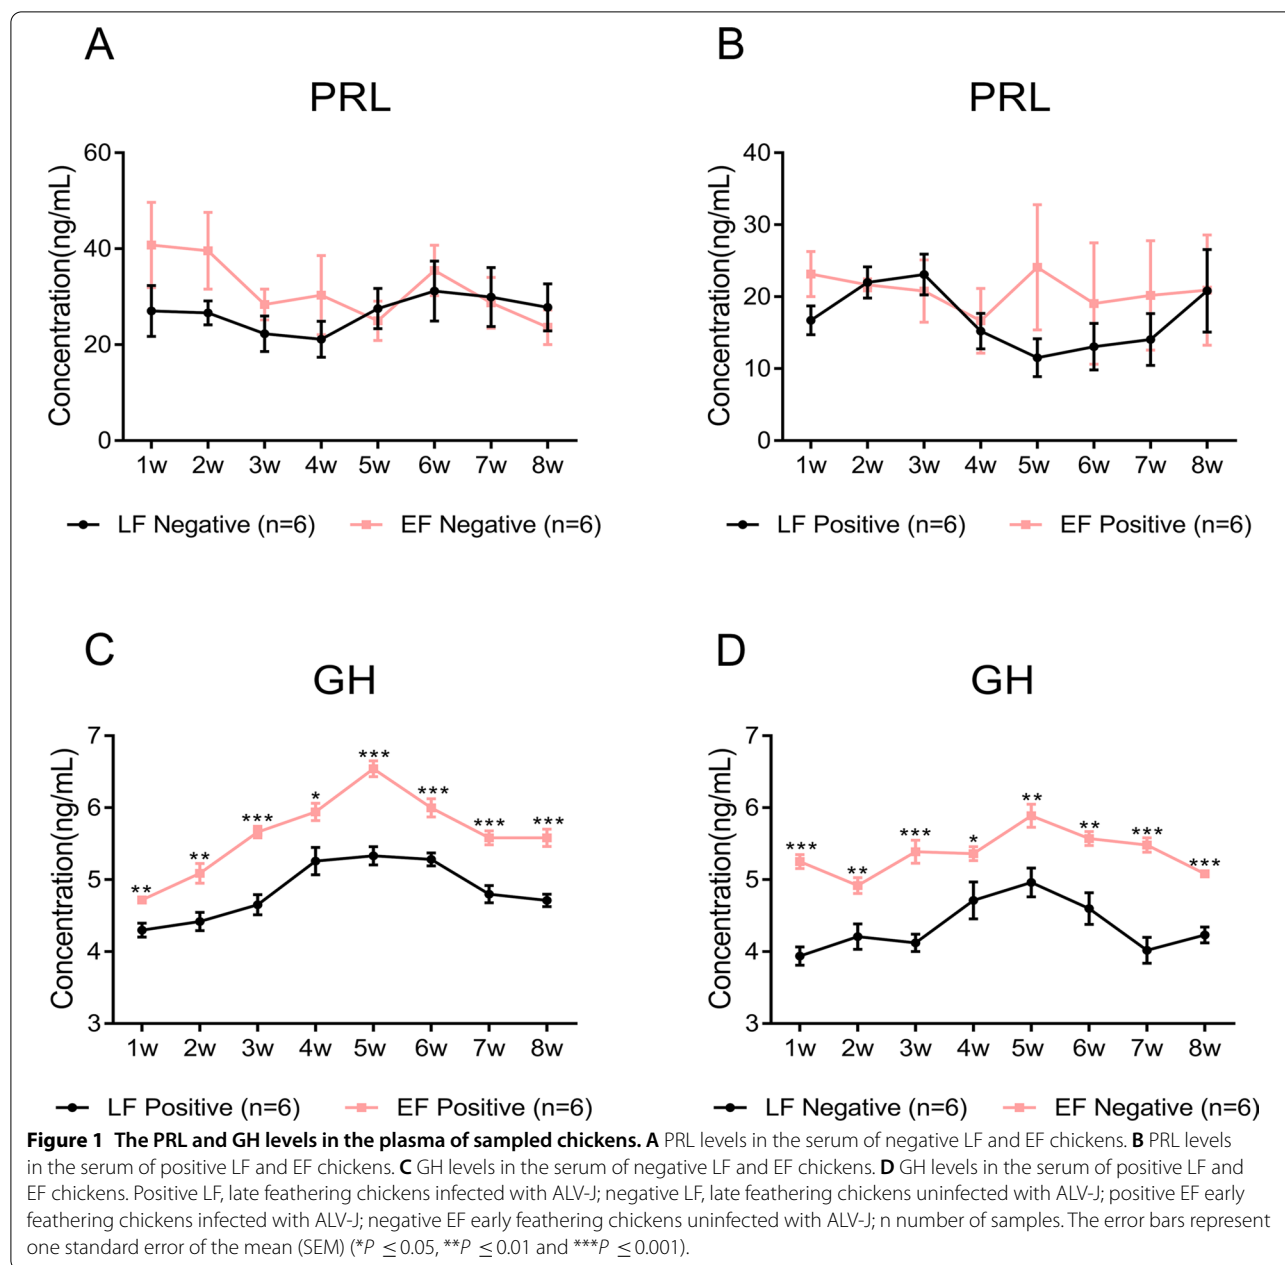 A
PRL
Concentration(ng/mL)
60
40
20
0
1w 2w 3w 4w 5w 6w 7w 8w
LF Negative (n=6) EF Negative (n=6)
B
PRL
Concentration(ng/mL)
40
30
20
10
0
1w 2w 3w 4w 5w 6w 7w 8w
LF Positive (n=6) EF Positive (n=6)
C
GH
Concentration(ng/mL)
7
6
5
4
3
** ** *** * *** *** *** ***
1w 2w 3w 4w 5w 6w 7w 8w
LF Positive (n=6) EF Positive (n=6)
D
GH
Concentration(ng/mL)
7
6
5
4
3
*** ** *** * ** ** *** ***
1w 2w 3w 4w 5w 6w 7w 8w
LF Negative (n=6) EF Negative (n=6)
Figure 1 The PRL and GH levels in the plasma of sampled chickens. A PRL levels in the serum of negative LF and EF chickens. B PRL levels
in the serum of positive LF and EF chickens. C GH levels in the serum of negative LF and EF chickens. D GH levels in the serum of positive LF and
EF chickens. Positive LF, late feathering chickens infected with ALV-J; negative LF, late feathering chickens uninfected with ALV-J; positive EF early
feathering chickens infected with ALV-J; negative EF early feathering chickens uninfected with ALV-J; n number of samples. The error bars represent
one standard error of the mean (SEM) (*P ≤ 0.05, **P ≤ 0.01 and ***P ≤ 0.001).